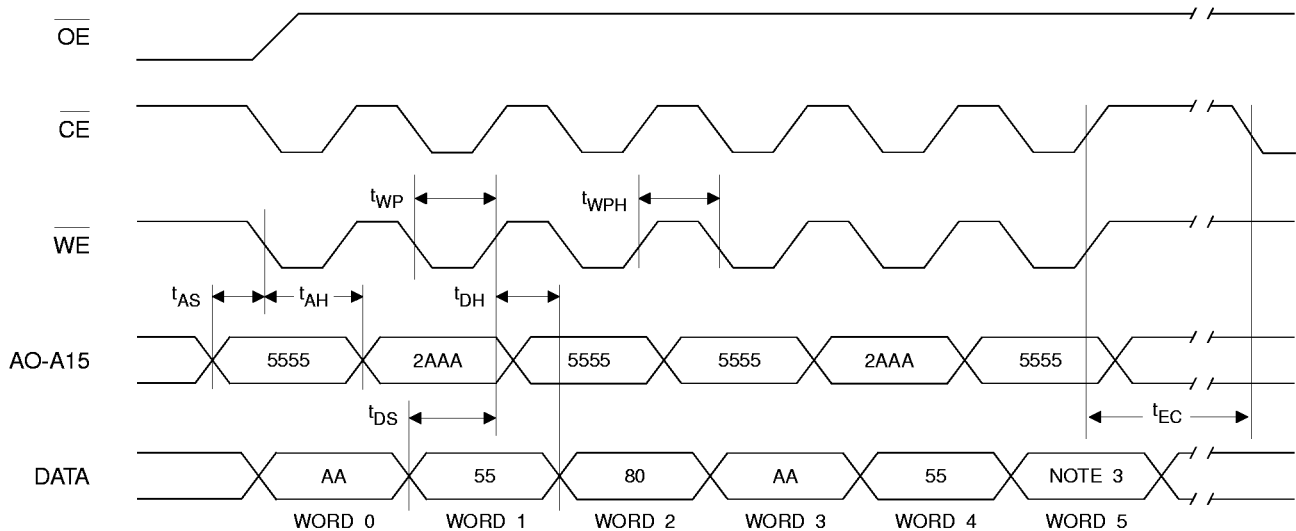 OE
CE
tWP tWPH
WE
tAS tAH tDH
AO-A15 5555 2AAA 5555 5555 2AAA 5555
tDS tEC
DATA AA 55 80 AA 55 NOTE 3
WORD 0 WORD 1 WORD 2 WORD 3 WORD 4 WORD 5